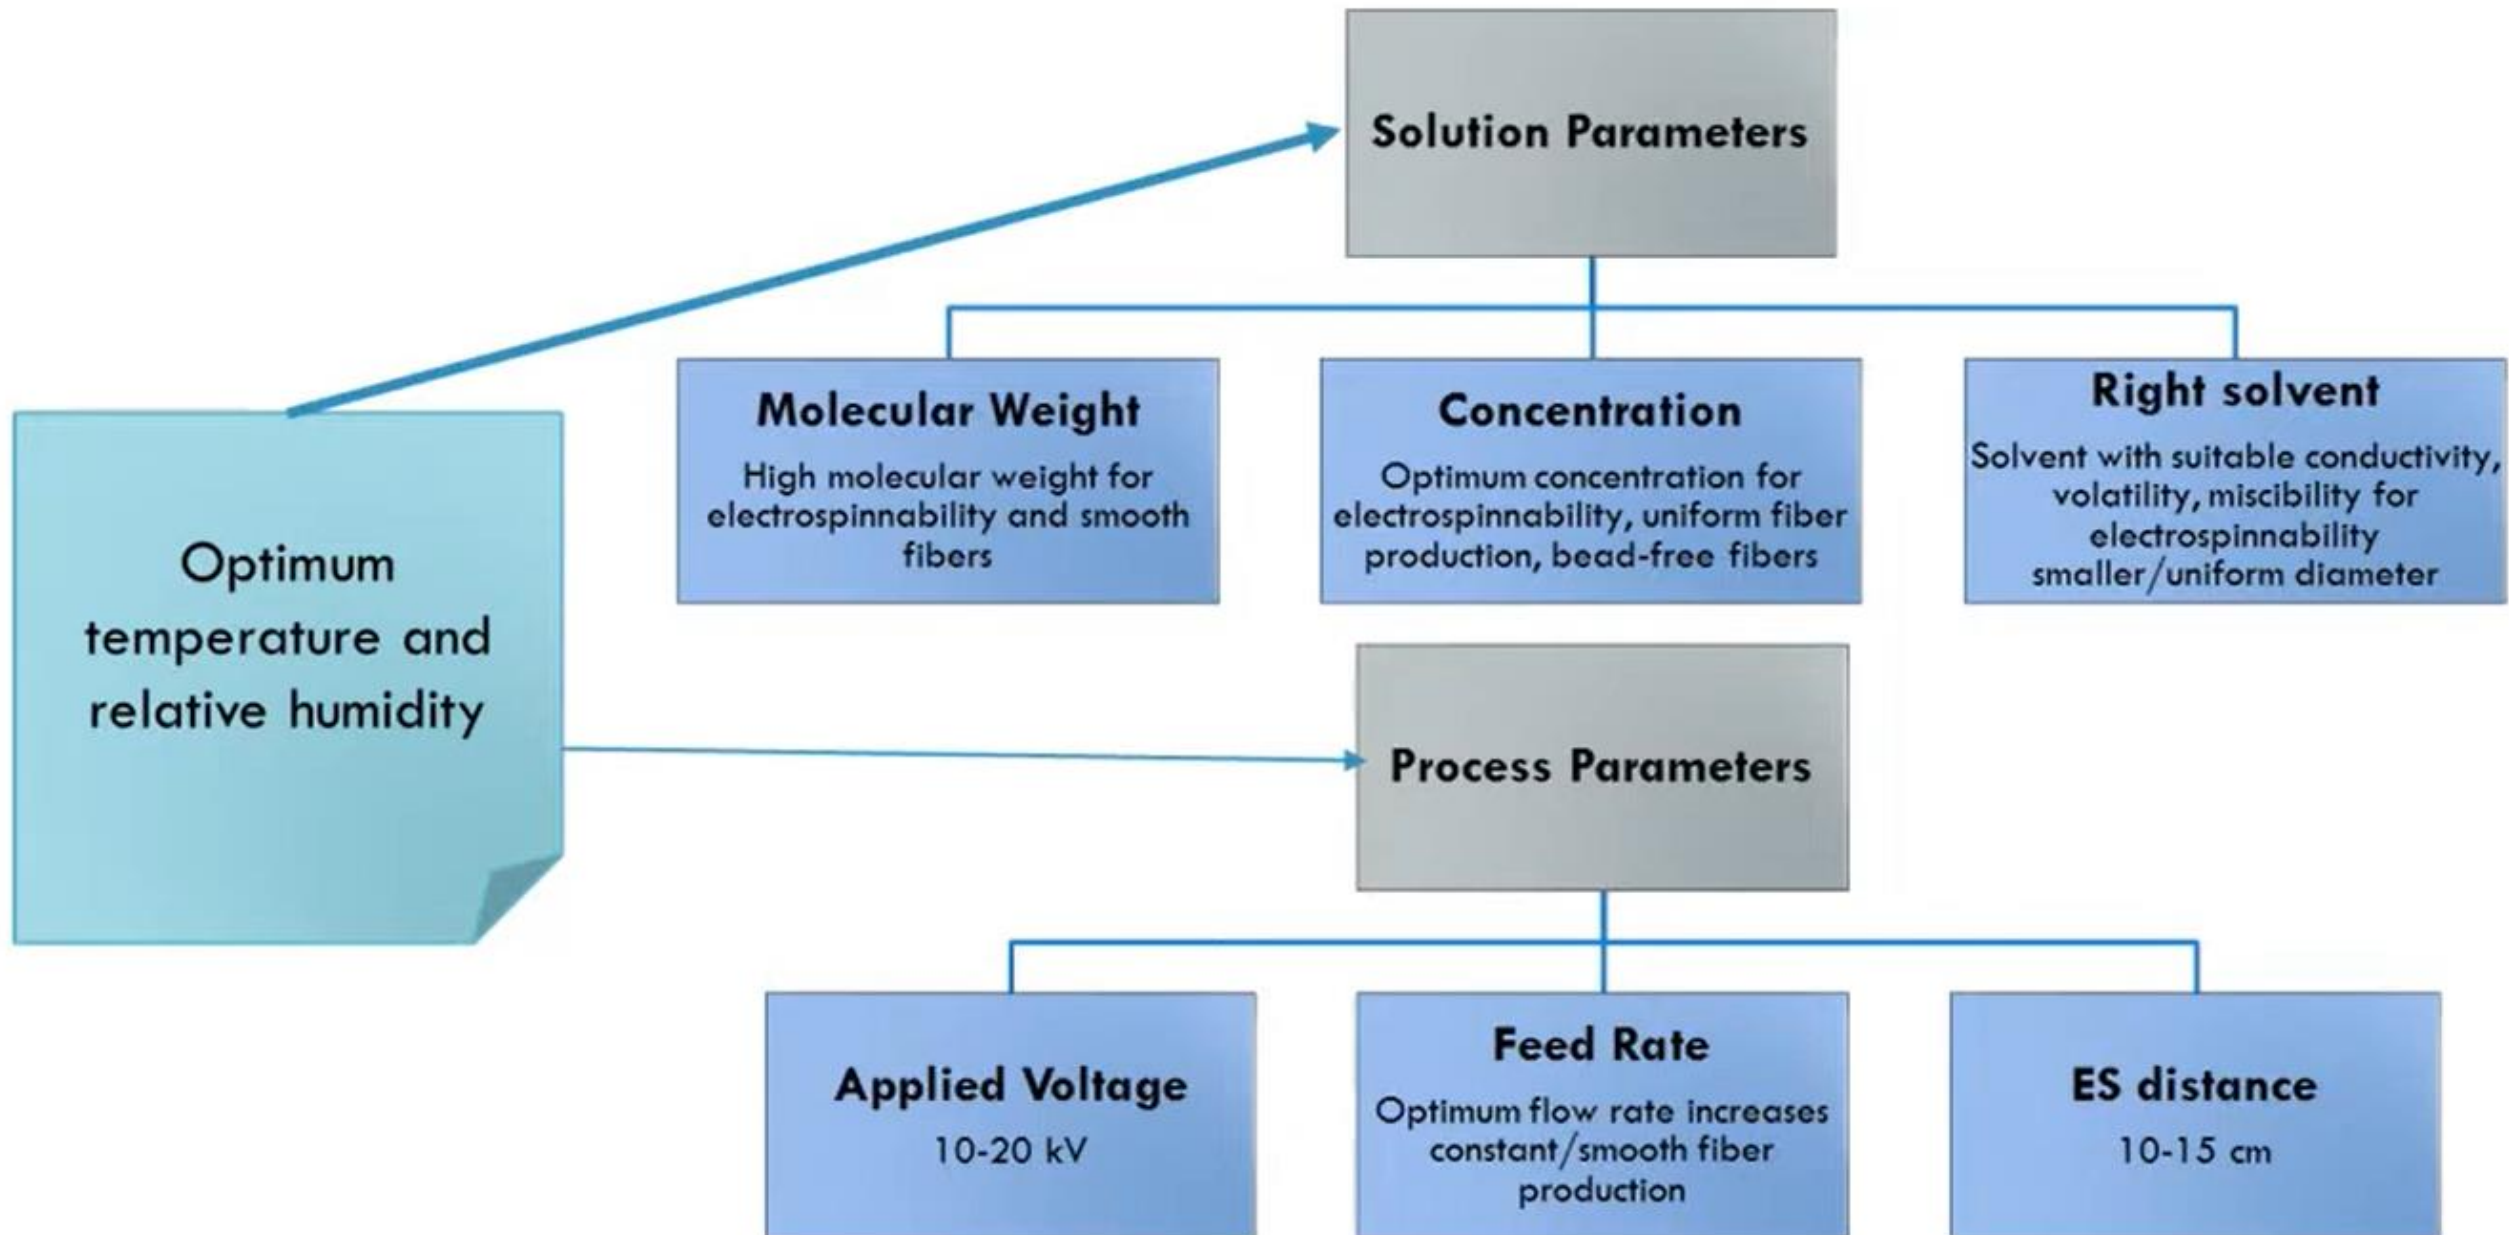 Solution Parameters
Molecular Weight
High molecular weight for
electrospinnability and smooth
fibers
Concentration
Optimum concentration for
electrospinnability, uniform fiber
production, bead-free fibers
Right solvent
Solvent with suitable conductivity,
volatility, miscibility for
electrospinnability
smaller/uniform diameter
Optimum
temperature and
relative humidity
Process Parameters
Applied Voltage
10-20 kV
Feed Rate
Optimum flow rate increases
constant/smooth fiber
production
ES distance
10-15 cm